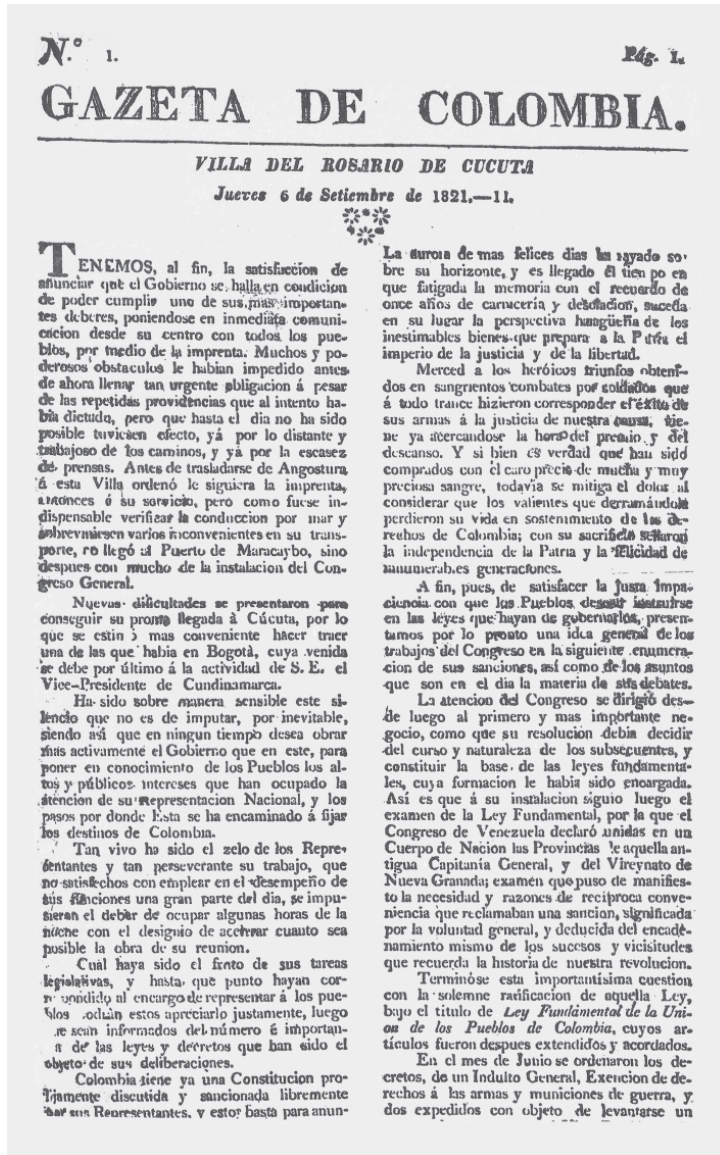 N.º 1. Pág. 1.
GAZETA DE COLOMBIA.
VILLA DEL ROSARIO DE CUCUTA
Jueves 6 de Setiembre de 1821.—11.
TENEMOS, al fin, la satisfaccion de
anunciar que el Gobierno se halla en condicion
de poder cumplir uno de sus mas importan-
tes deberes, poniendose en inmediata comuni-
cacion desde su centro con todos los pue-
blos, por medio de la imprenta. Muchos y po-
derosos obstaculos le habian impedido antes
de ahora llenar tan urgente obligacion á pesar
de las repetidas providencias que al intento ha-
bia dictado, pero que hasta el dia no ha sido
posible tuviesen efecto, yá por lo distante y
trabajoso de los caminos, y yá por la escasez
de prensas. Antes de trasladarse de Angostura
á esta Villa ordenó le siguiera la imprenta,
entonces á su servicio, pero como fuese in-
dispensable verificar la conduccion por mar y
sobreviniesen varios inconvenientes en su trans-
porte, no llegó al Puerto de Maracaybo, sino
despues con mucho de la instalacion del Con-
greso General.
Nuevas dificultades se presentaron para
conseguir su pronta llegada à Cúcuta, por lo
que se estimó mas conveniente hacer traer
una de las que habia en Bogotà, cuya venida
se debe por último á la actividad de S. E. el
Vice-Presidente de Cundinamarca.
Ha sido sobre manera sensible este si-
lencio que no es de imputar, por inevitable,
siendo así que en ningun tiempo desea obrar
mas activamente el Gobierno que en este, para
poner en conocimiento de los Pueblos los al-
tos y públicos intereses que han ocupado la
atencion de su Representacion Nacional, y los
pasos por donde Esta se ha encaminado á fijar
los destinos de Colombia.
Tan vivo ha sido el zelo de los Repre-
sentantes y tan perseverante su trabajo, que
no satisfechos con emplear en el desempeño de
sus funciones una gran parte del dia, se impu-
sieran el deber de ocupar algunas horas de la
noche con el designio de acelerar cuanto sea
posible la obra de su reunion.
Cual haya sido el fruto de sus tareas
legislativas, y hasta que punto hayan cor-
respondido al encargo de representar á los pue-
blos podrán estos apreciarlo justamente, luego
que sean informados del número é importan-
cia de las leyes y decretos que han sido el
objeto de sus deliberaciones.
Colombia tiene ya una Constitucion pro-
lijamente discutida y sancionada libremente
por sus Representantes, y esto basta para anun-
La aurora de mas felices dias ha rayado so-
bre su horizonte, y es llegado el tiempo en
que fatigada la memoria con el recuerdo de
once años de carnicería y desolacion, suceda
en su lugar la perspectiva halagüeña de los
inestimables bienes que prepara a la Patria el
imperio de la justicia y de la libertad.
Merced a los heróicos triunfos obteni-
dos en sangrientos combates por soldados que
á todo trance hizieron corresponder el éxito de
sus armas á la justicia de nuestra causa, vie-
ne ya acercandose la hora del premio y del
descanso. Y si bien es verdad que han sido
comprados con el caro precio de mucha y muy
preciosa sangre, todavia se mitiga el dolor al
considerar que los valientes que derramándola
perdieron su vida en sostenimiento de los de-
rechos de Colombia; con su sacrificio sellaron
la independencia de la Patria y la felicidad de
innumerables generaciones.
A fin, pues, de satisfacer la justa impa-
ciencia con que los Pueblos desean instruirse
en las leyes que hayan de gobernarlos, presen-
tamos por lo pronto una idea general de los
trabajos del Congreso en la siguiente enumera-
cion de sus sanciones, así como de los asuntos
que son en el dia la materia de sus debates.
La atencion del Congreso se dirigió des-
de luego al primero y mas importante ne-
gocio, como que su resolucion debia decidir
del curso y naturaleza de los subsecuentes, y
constituir la base de las leyes fundamenta-
les, cuya formacion le habia sido encargada.
Así es que á su instalacion siguio luego el
examen de la Ley Fundamental, por la que el
Congreso de Venezuela declaró unidas en un
Cuerpo de Nacion las Provincias de aquella an-
tigua Capitanía General, y del Vireynato de
Nueva Granada; examen que puso de manifies-
to la necesidad y razones de reciproca conve-
niencia que reclamaban una sancion, significada
por la voluntad general, y deducida del encadé-
namiento mismo de los sucesos y vicisitudes
que recuerda la historia de nuestra revolucion.
Terminóse esta importantísima cuestion
con la solemne ratificacion de aquella Ley,
bajo el título de Ley Fundamental de la Uni-
on de los Pueblos de Colombia, cuyos ar-
tículos fueron despues extendidos y acordados.
En el mes de Junio se ordenaron los de-
cretos, de un Indulto General, Exencion de de-
rechos á las armas y municiones de guerra, y
dos expedidos con objeto de levantarse un